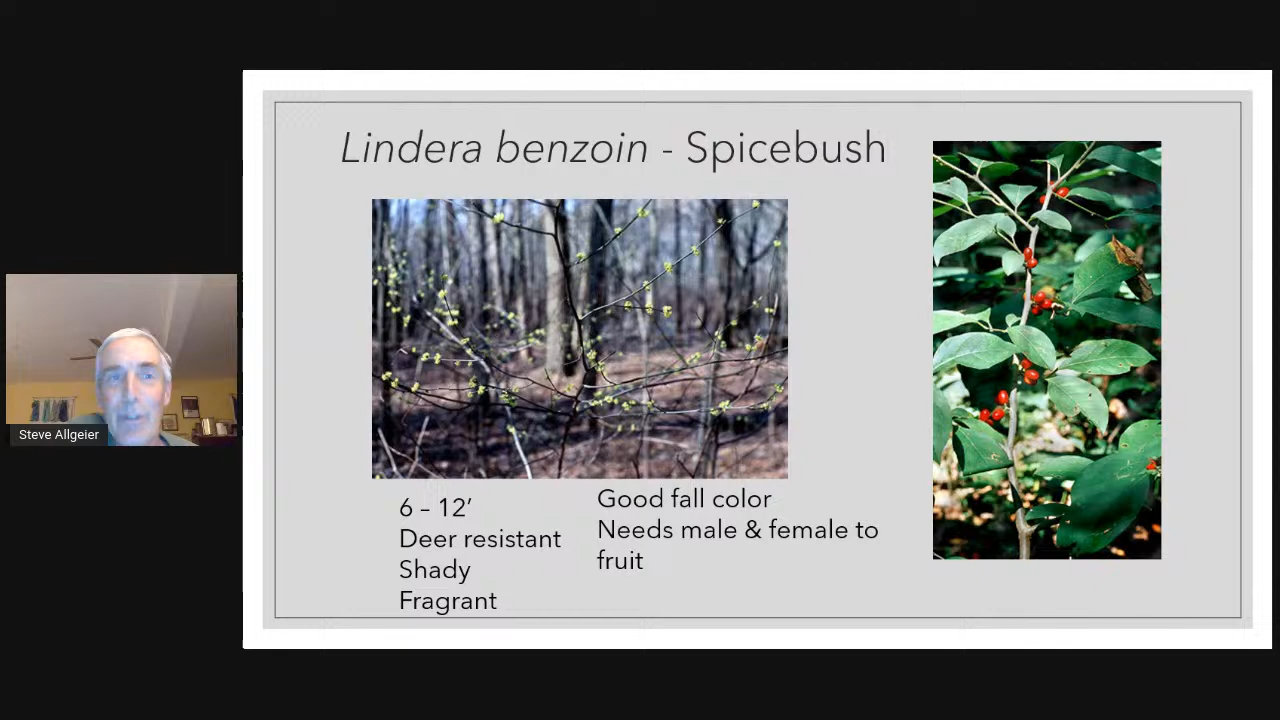 Lindera benzoin - Spicebush
6 – 12’
Deer resistant
Shady
Fragrant
Good fall color
Needs male & female to
fruit
Steve Allgeier